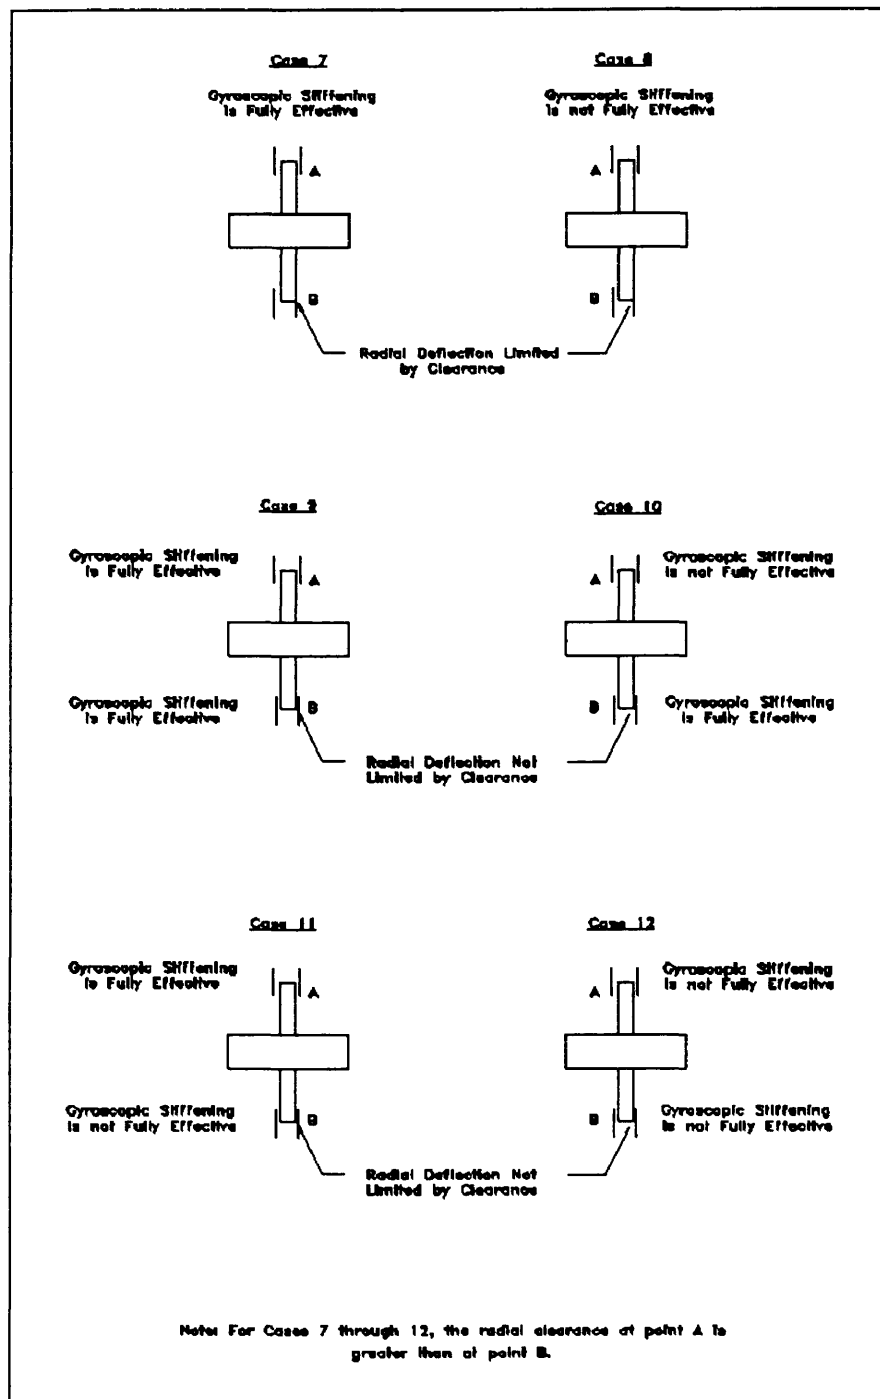 Case 7
Gyroscopic Stiffening
is Fully Effective
A
B
Case 8
Gyroscopic Stiffening
is not Fully Effective
A
B
Radial Deflection Limited
by Clearance
Case 9
Gyroscopic Stiffening
is Fully Effective
A
Gyroscopic Stiffening
is Fully Effective
B
Case 10
A
Gyroscopic Stiffening
is not Fully Effective
B
Gyroscopic Stiffening
is Fully Effective
Radial Deflection Not
Limited by Clearance
Case 11
Gyroscopic Stiffening
is Fully Effective
A
Gyroscopic Stiffening
is not Fully Effective
B
Case 12
A
Gyroscopic Stiffening
is not Fully Effective
B
Gyroscopic Stiffening
is not Fully Effective
Radial Deflection Not
Limited by Clearance
Note: For Cases 7 through 12, the radial clearance at point A is
greater than at point B.